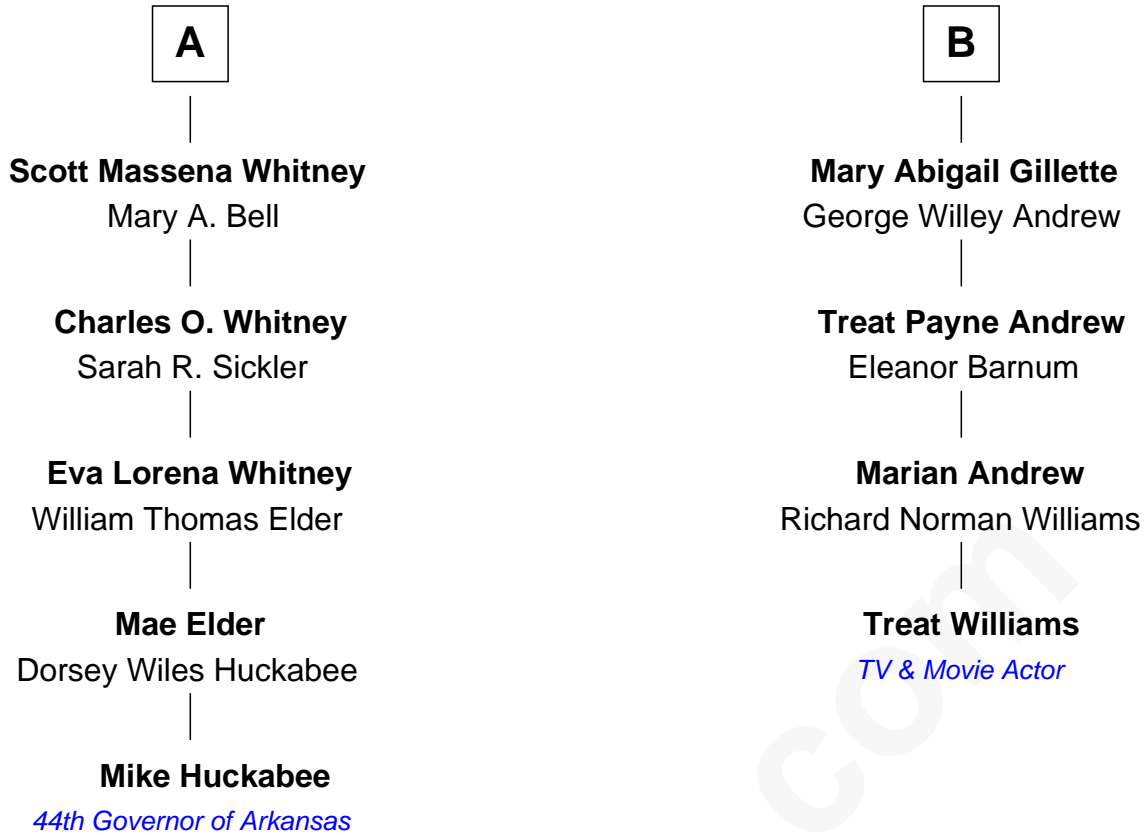 A
Scott Massena Whitney
Mary A. Bell
Charles O. Whitney
Sarah R. Sickler
Eva Lorena Whitney
William Thomas Elder
Mae Elder
Dorsey Wiles Huckabee
Mike Huckabee
44th Governor of Arkansas
B
Mary Abigail Gillette
George Willey Andrew
Treat Payne Andrew
Eleanor Barnum
Marian Andrew
Richard Norman Williams
Treat Williams
TV & Movie Actor
com